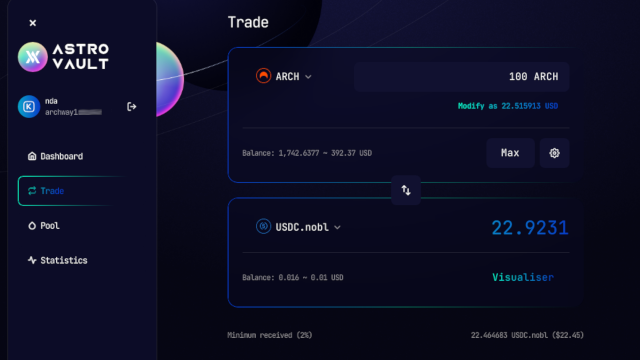 ×
ASTRO
VAULT
nda
archway1
Dashboard
Trade
Pool
Statistics
Trade
ARCH
100 ARCH
Modify as 22.515913 USD
Balance: 1,742.6377 ~ 392.37 USD
Max
USDC.nobl
22.9231
Balance: 0.016 ~ 0.01 USD
Visualiser
Minimum received (2%)
22.464683 USDC.nobl ($22.45)